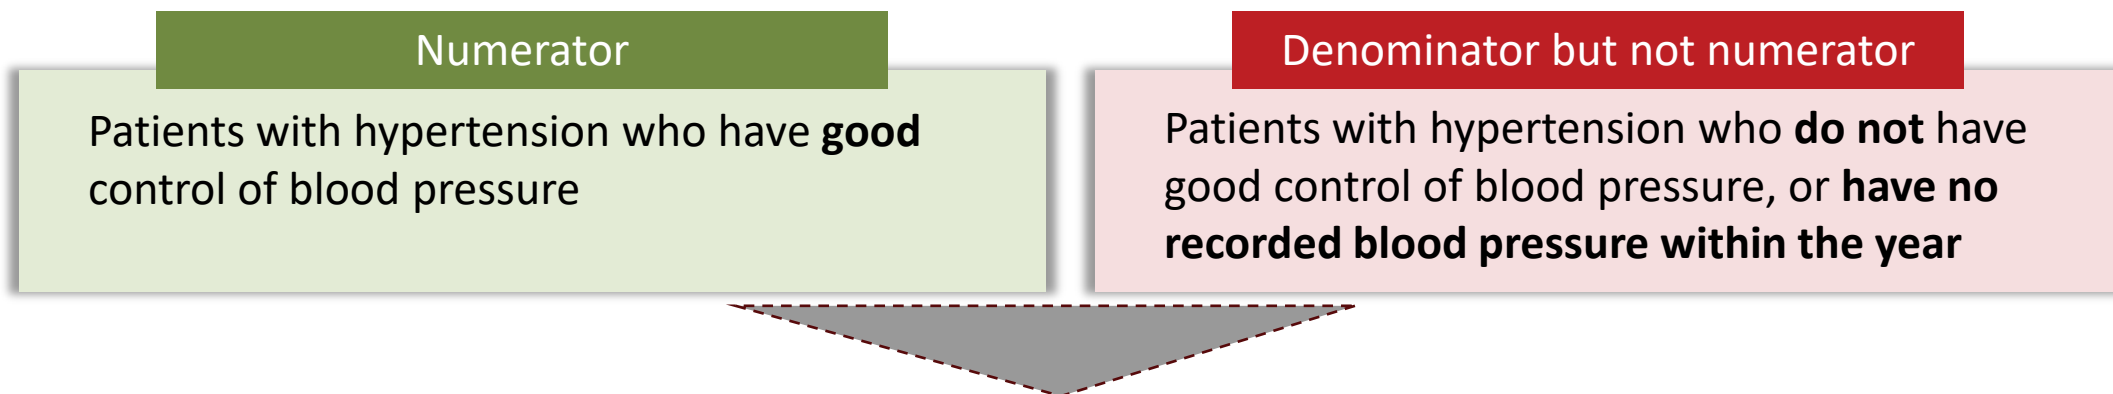 Numerator
Patients with hypertension who have good
control of blood pressure
Denominator but not numerator
Patients with hypertension who do not have
good control of blood pressure, or have no
recorded blood pressure within the year